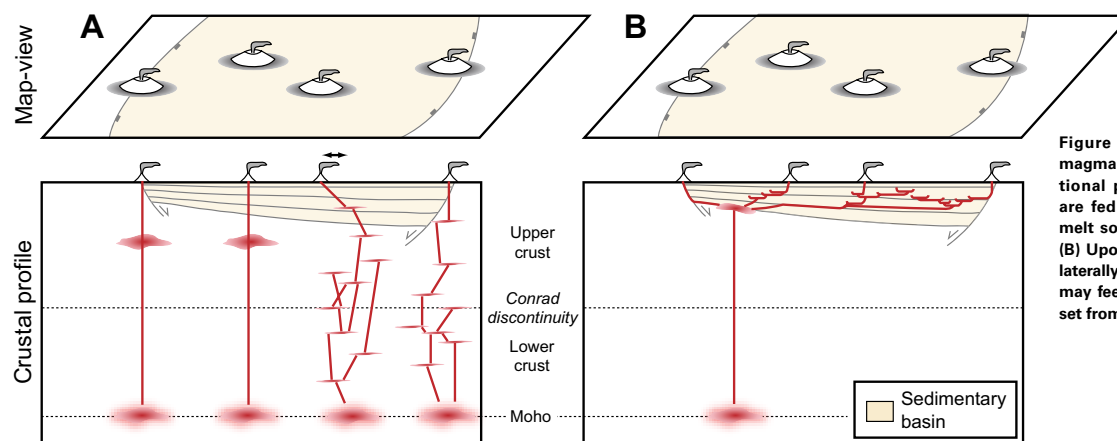 A
B
Map-view
Crustal profile
Upper
crust
Conrad
discontinuity
Lower
crust
Moho
Sedimentary
basin
Figure
magma
tional p
are fed
melt so
(B) Upo
laterally
may fee
set from